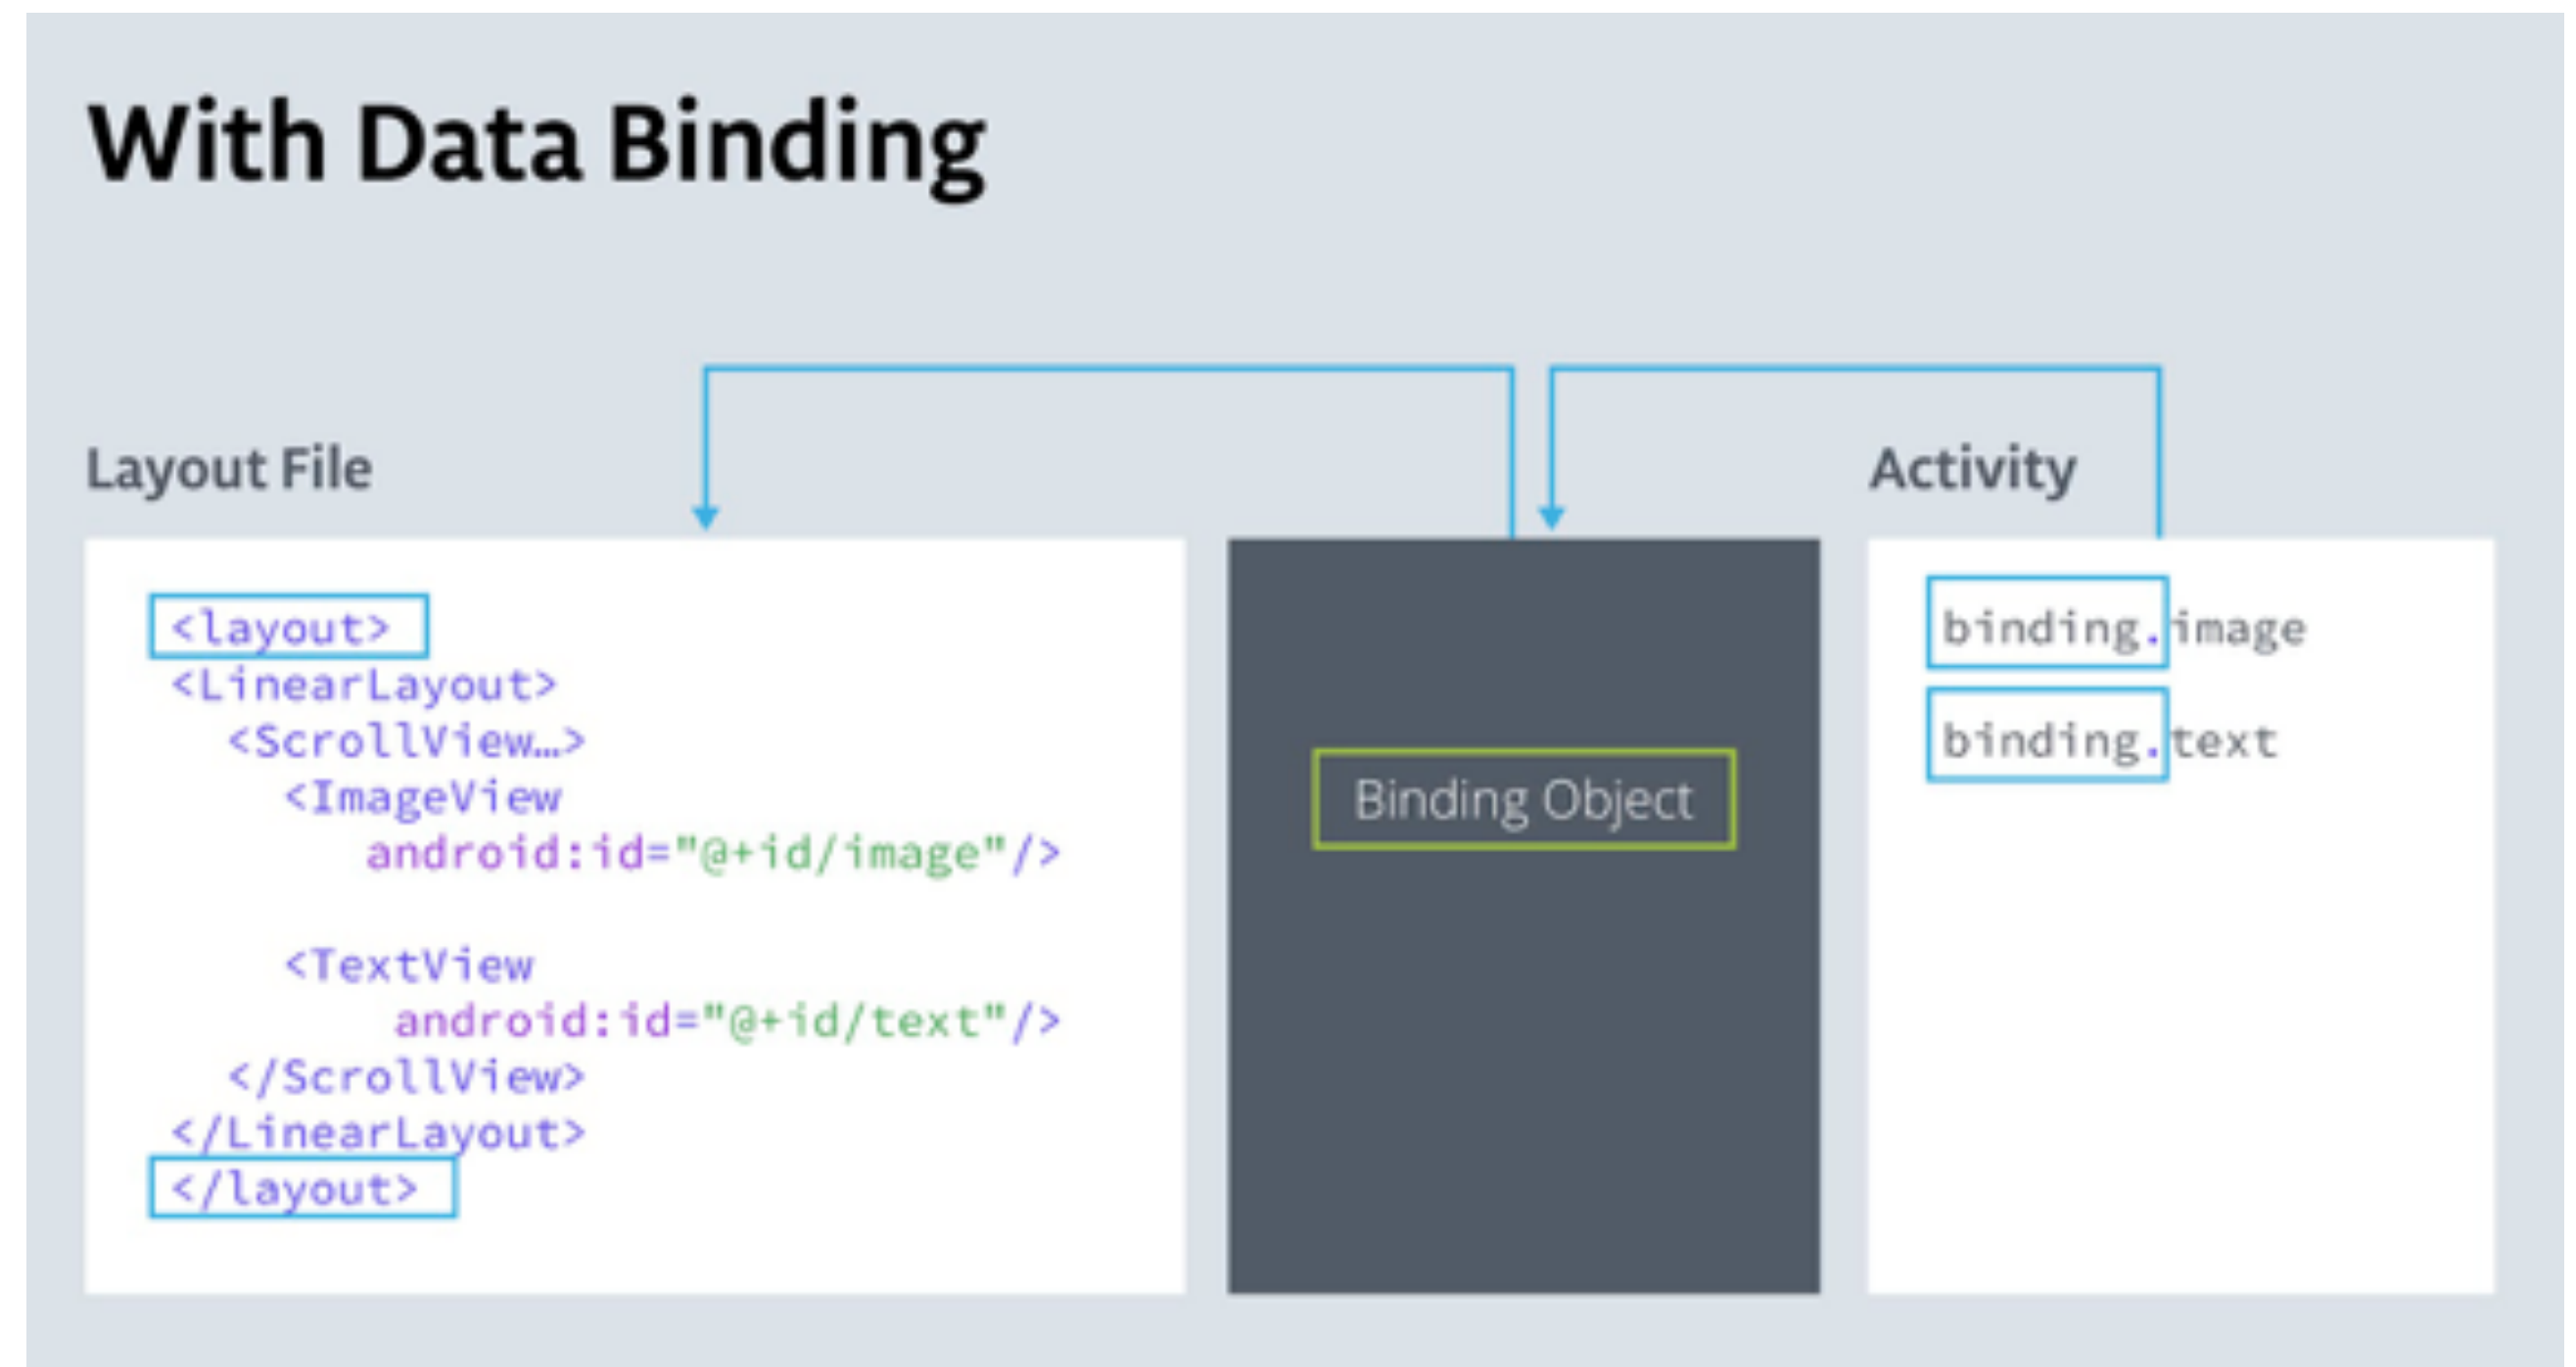 With Data Binding
Layout File
<layout>
<LinearLayout>
<ScrollView…>
<ImageView
android:id="@+id/image"/>
<TextView
android:id="@+id/text"/>
</ScrollView>
</LinearLayout>
</layout>
Binding Object
Activity
binding.image
binding.text